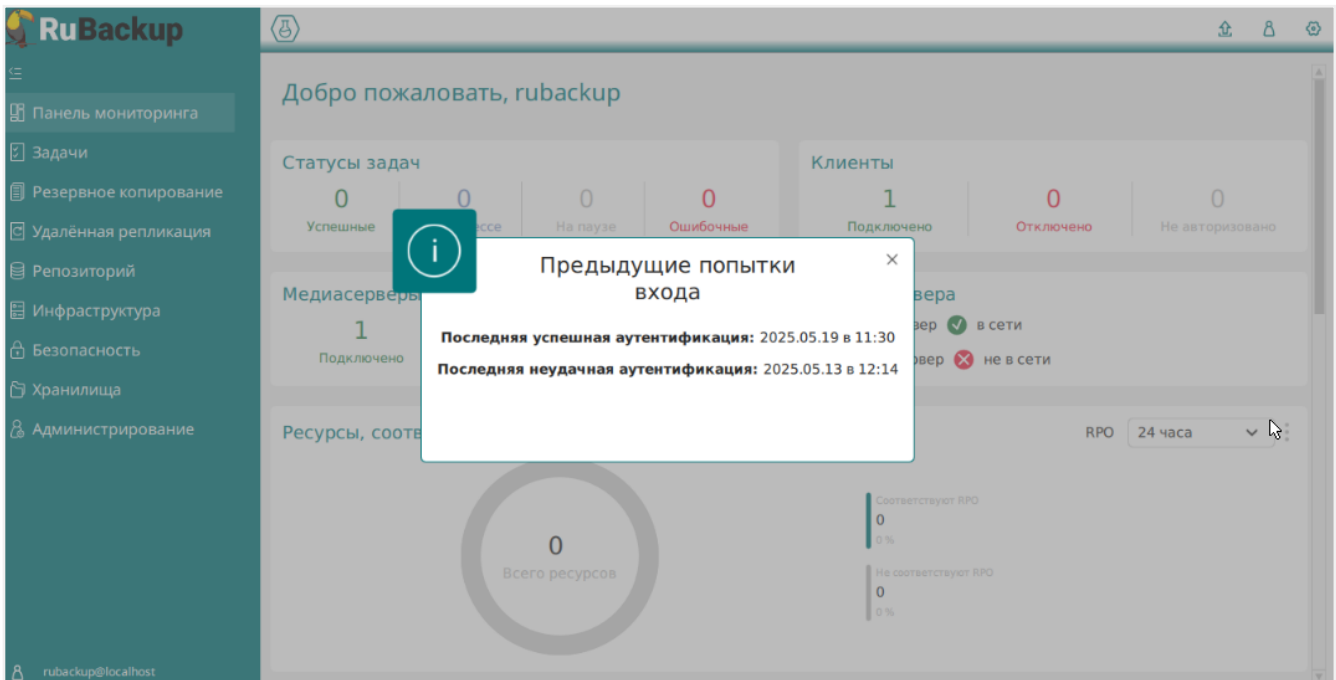 RuBackup
Добро пожаловать, rubackup
Панель мониторинга
Задачи
Резервное копирование
Удалённая репликация
Репозиторий
Инфраструктура
Безопасность
Хранилища
Администрирование
rubackup@localhost
Статусы задач
0 0 0 0
Успешные На паузе Ошибочные
Клиенты
1 0 0
Подключено Отключено Не авторизовано
Медиасерверы
1
Подключено
в сети
не в сети
i
Предыдущие попытки
входа
×
Последняя успешная аутентификация: 2025.05.19 в 11:30
Последняя неудачная аутентификация: 2025.05.13 в 12:14
Ресурсы,
RPO 24 часа
0
Всего ресурсов
Соответствуют RPO
0
0 %
Не соответствуют RPO
0
0 %